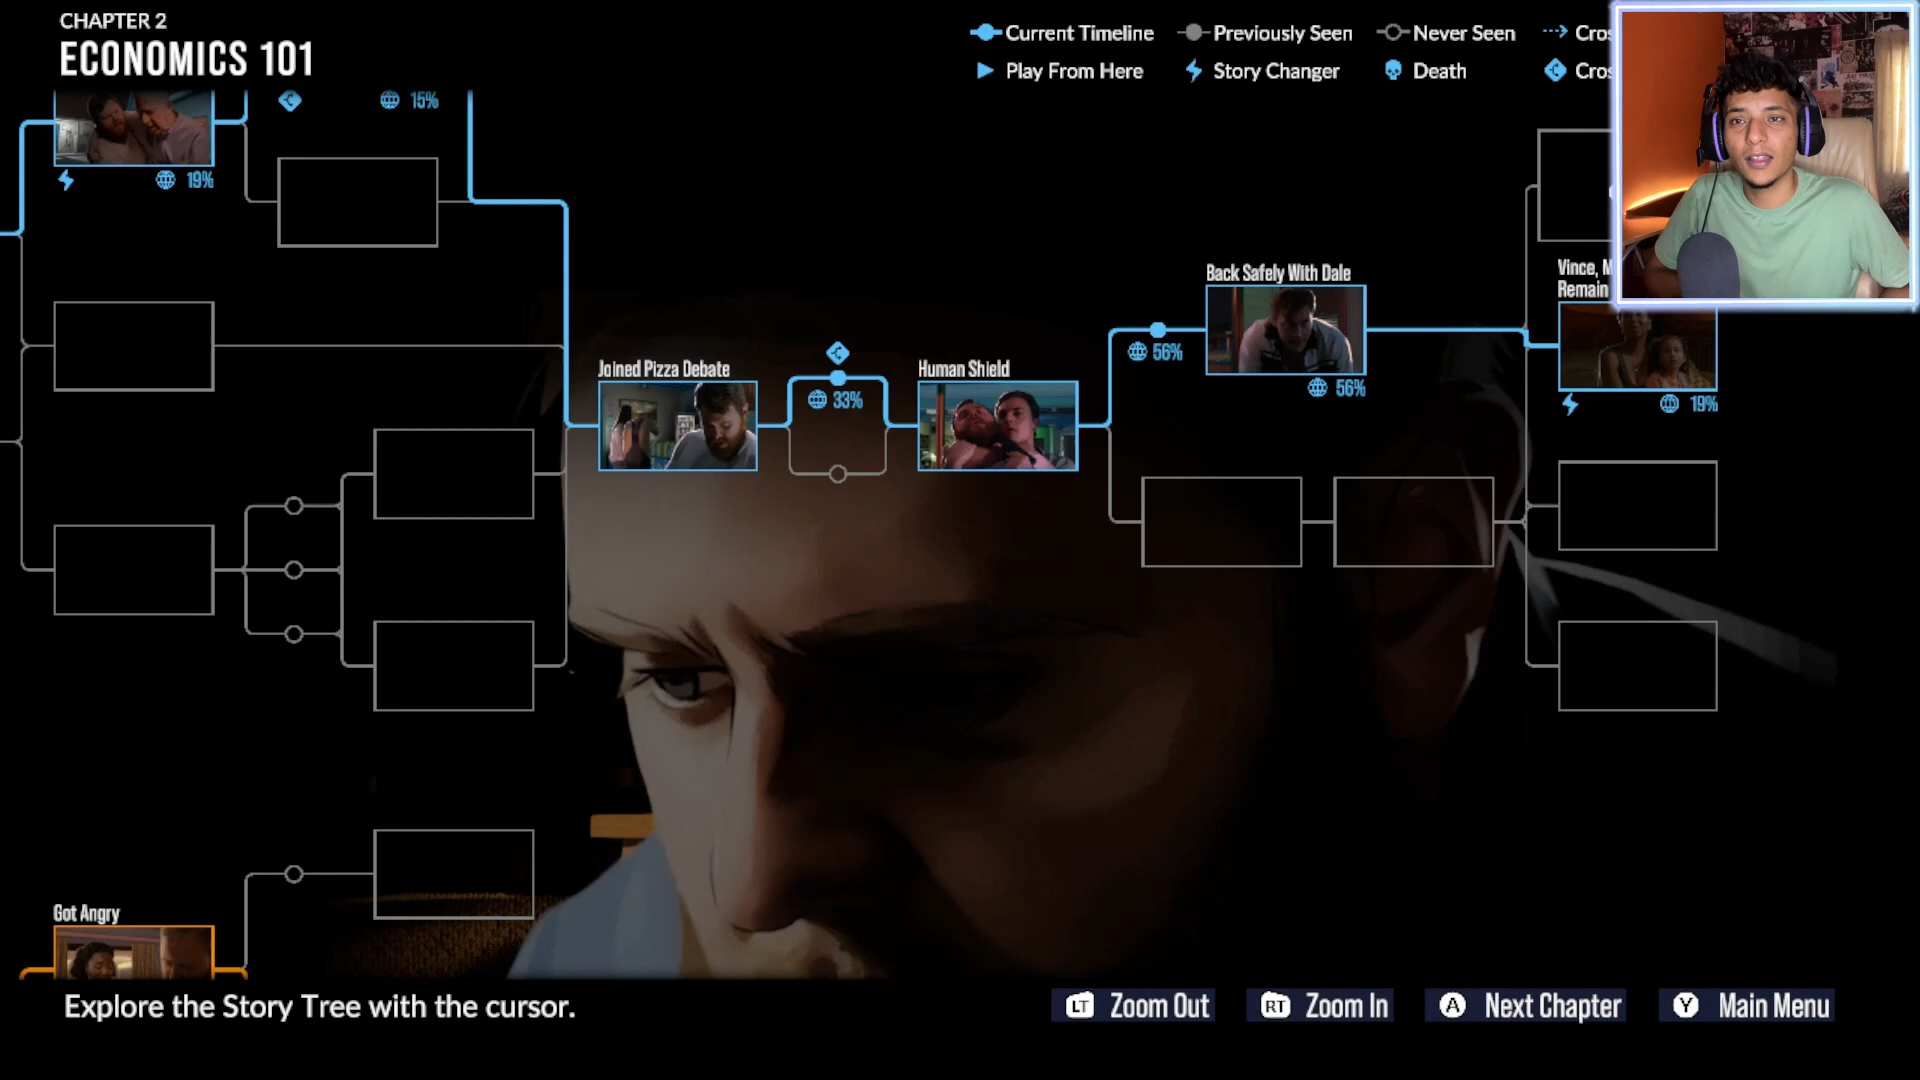 CHAPTER 2
ECONOMICS 101
Current Timeline
Previously Seen
Never Seen
Play From Here
Story Changer
Death
15%
19%
Back Safely With Dale
Vince,
Remain
56%
56%
19%
Joined Pizza Debate
33%
Human Shield
Got Angry
Explore the Story Tree with the cursor.
LT Zoom Out
RT Zoom In
A Next Chapter
Y Main Menu